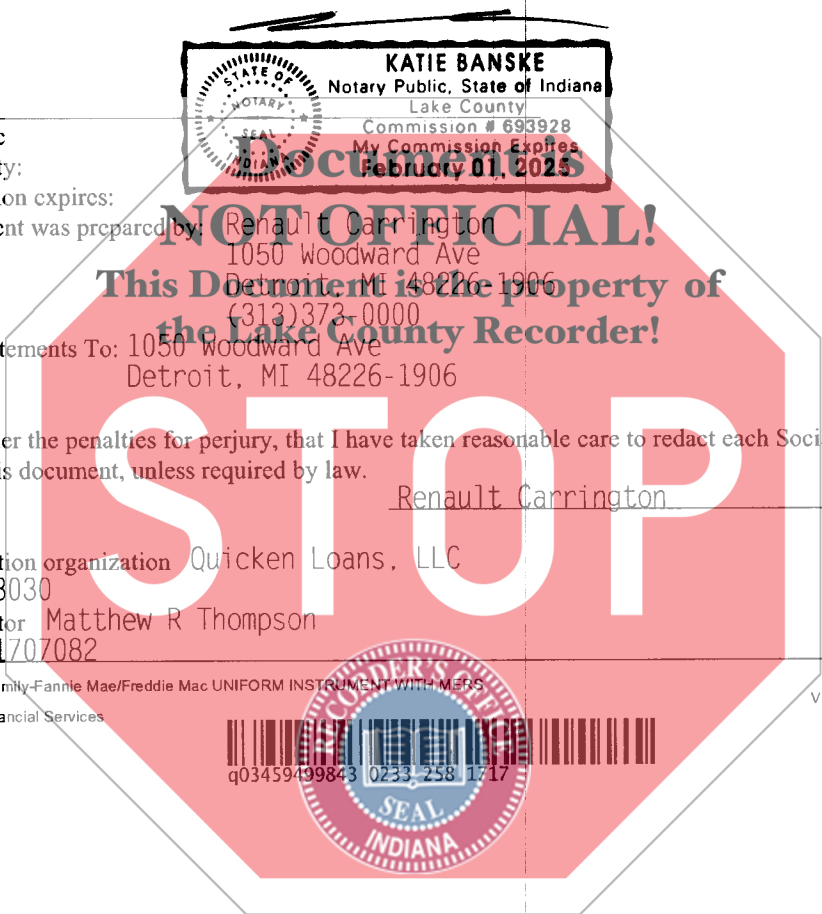 KATIE BANSKE
Notary Public, State of Indiana
Lake County
Commission # 693928
My Commission Expires
February 01, 2025
STATE OF
NOTARY
SEAL
INDIANA
c
ty:
on expires:
ent was prepared by: Renault Carrington
1050 Woodward Ave
Detroit, MI 48226-1906
(313)373-0000
Document is
NOT OFFICIAL!
This Document is the property of
the Lake County Recorder!
tements To: 1050 Woodward Ave
Detroit, MI 48226-1906
STOP
er the penalties for perjury, that I have taken reasonable care to redact each Soci
is document, unless required by law.
Renault Carrington
tion organization Quicken Loans, LLC
3030
tor Matthew R Thompson
1707082
mily-Fannie Mae/Freddie Mac UNIFORM INSTRUMENT WITH MERS
V
ancial Services
q03459499843 0233 258 1717
RECORDER'S OFFICE
SEAL
INDIANA